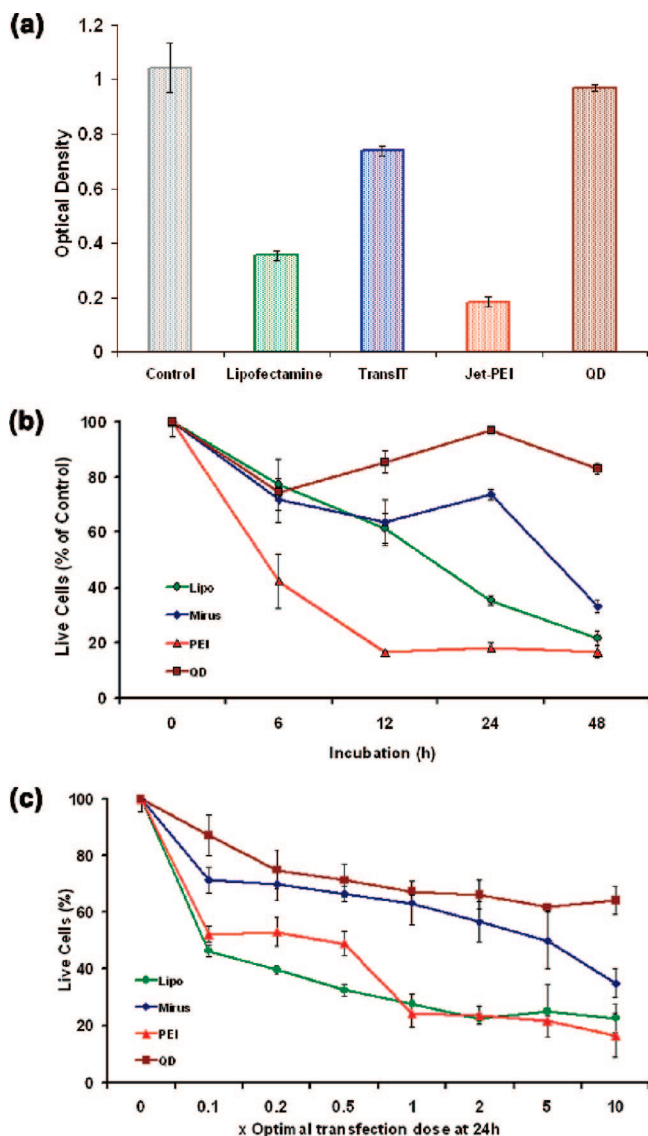 (a)
1.2
1
0.8
0.6
0.4
0.2
0
Optical Density
Control Lipofectamine TransIT Jet-PEI QD
(b)
100
80
60
40
20
0
Live Cells (% of Control)
Lipo
Mirus
PEI
QD
0 6 12 24 48
Incubation (h)
(c)
100
80
60
40
20
0
Live Cells (%)
Lipo
Mirus
PEI
QD
0 0.1 0.2 0.5 1 2 5 10
x Optimal transfection dose at 24h